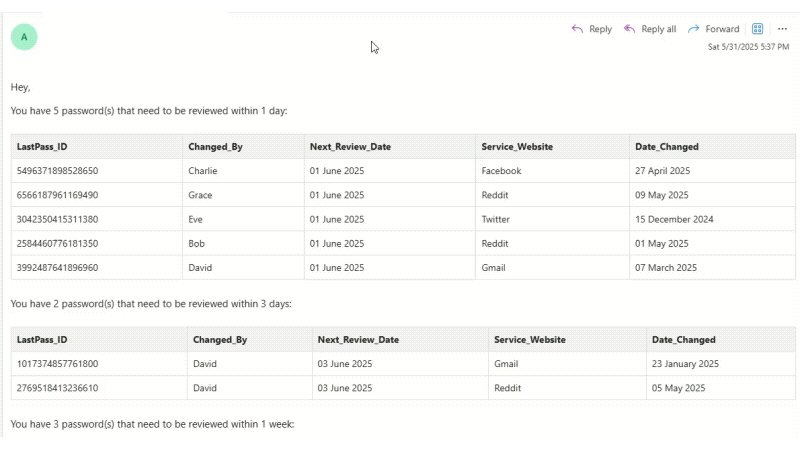 A
Reply Reply all Forward
Sat 5/31/2025 5:37 PM
Hey,
You have 5 password(s) that need to be reviewed within 1 day:
LastPass_ID Changed_By Next_Review_Date Service_Website Date_Changed
5496371898528650 Charlie 01 June 2025 Facebook 27 April 2025
6566187961169490 Grace 01 June 2025 Reddit 09 May 2025
3042350415311380 Eve 01 June 2025 Twitter 15 December 2024
2584460776181350 Bob 01 June 2025 Reddit 01 May 2025
3992487641896960 David 01 June 2025 Gmail 07 March 2025
You have 2 password(s) that need to be reviewed within 3 days:
LastPass_ID Changed_By Next_Review_Date Service_Website Date_Changed
1017374857761800 David 03 June 2025 Gmail 23 January 2025
2769518413236610 David 03 June 2025 Reddit 05 May 2025
You have 3 password(s) that need to be reviewed within 1 week: